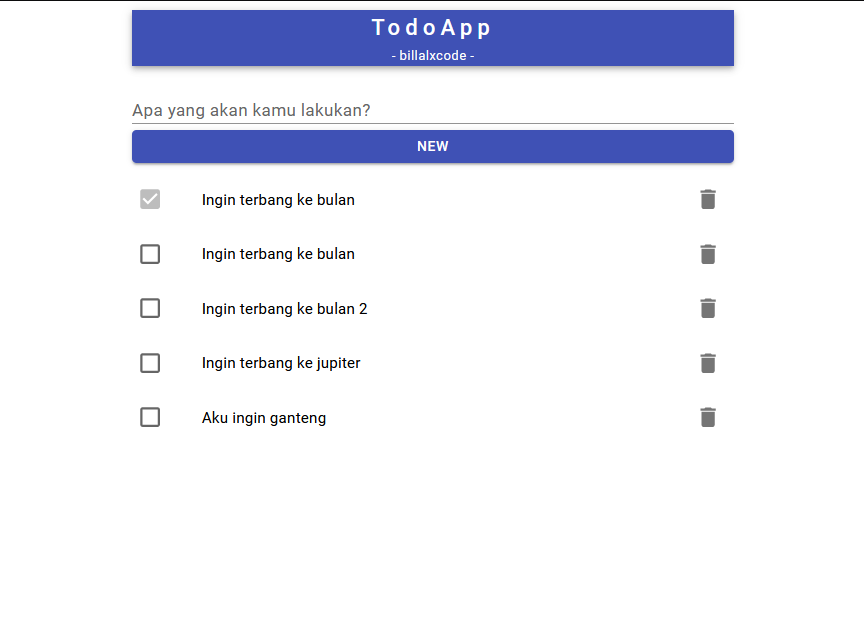 TodoApp
- billalxcode -
Apa yang akan kamu lakukan?
NEW
Ingin terbang ke bulan
Ingin terbang ke bulan
Ingin terbang ke bulan 2
Ingin terbang ke jupiter
Aku ingin ganteng